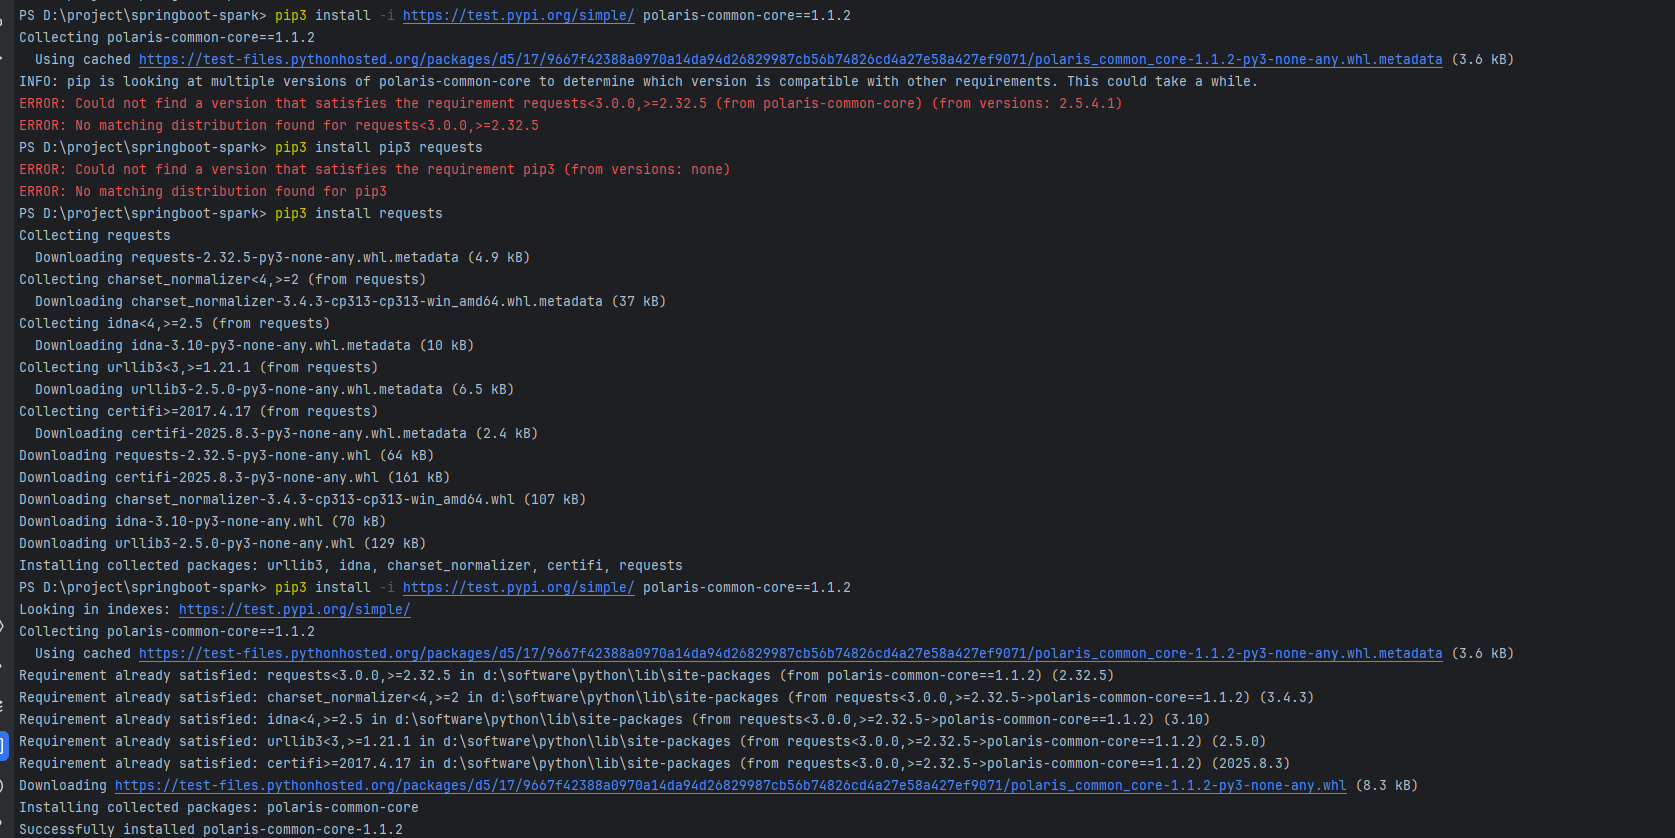 PS D:\project\springboot-spark> pip3 install -i https://test.pypi.org/simple/ polaris-common-core==1.1.2
Collecting polaris-common-core==1.1.2
  Using cached https://test-files.pythonhosted.org/packages/d5/17/9667f42388a0970a14da94d26829987cb56b74826cd4a27e58a427ef9071/polaris_common_core-1.1.2-py3-none-any.whl.metadata (3.6 kB)
INFO: pip is looking at multiple versions of polaris-common-core to determine which version is compatible with other requirements. This could take a while.
ERROR: Could not find a version that satisfies the requirement requests<3.0.0,>=2.32.5 (from polaris-common-core) (from versions: 2.5.4.1)
ERROR: No matching distribution found for requests<3.0.0,>=2.32.5
PS D:\project\springboot-spark> pip3 install pip3 requests
ERROR: Could not find a version that satisfies the requirement pip3 (from versions: none)
ERROR: No matching distribution found for pip3
PS D:\project\springboot-spark> pip3 install requests
Collecting requests
  Downloading requests-2.32.5-py3-none-any.whl.metadata (4.9 kB)
Collecting charset_normalizer<4,>=2 (from requests)
  Downloading charset_normalizer-3.4.3-cp313-cp313-win_amd64.whl.metadata (37 kB)
Collecting idna<4,>=2.5 (from requests)
  Downloading idna-3.10-py3-none-any.whl.metadata (10 kB)
Collecting urllib3<3,>=1.21.1 (from requests)
  Downloading urllib3-2.5.0-py3-none-any.whl.metadata (6.5 kB)
Collecting certifi>=2017.4.17 (from requests)
  Downloading certifi-2025.8.3-py3-none-any.whl.metadata (2.4 kB)
Downloading requests-2.32.5-py3-none-any.whl (64 kB)
Downloading certifi-2025.8.3-py3-none-any.whl (161 kB)
Downloading charset_normalizer-3.4.3-cp313-cp313-win_amd64.whl (107 kB)
Downloading idna-3.10-py3-none-any.whl (70 kB)
Downloading urllib3-2.5.0-py3-none-any.whl (129 kB)
Installing collected packages: urllib3, idna, charset_normalizer, certifi, requests
PS D:\project\springboot-spark> pip3 install -i https://test.pypi.org/simple/ polaris-common-core==1.1.2
Looking in indexes: https://test.pypi.org/simple/
Collecting polaris-common-core==1.1.2
  Using cached https://test-files.pythonhosted.org/packages/d5/17/9667f42388a0970a14da94d26829987cb56b74826cd4a27e58a427ef9071/polaris_common_core-1.1.2-py3-none-any.whl.metadata (3.6 kB)
Requirement already satisfied: requests<3.0.0,>=2.32.5 in d:\software\python\lib\site-packages (from polaris-common-core==1.1.2) (2.32.5)
Requirement already satisfied: charset_normalizer<4,>=2 in d:\software\python\lib\site-packages (from requests<3.0.0,>=2.32.5->polaris-common-core==1.1.2) (3.4.3)
Requirement already satisfied: idna<4,>=2.5 in d:\software\python\lib\site-packages (from requests<3.0.0,>=2.32.5->polaris-common-core==1.1.2) (3.10)
Requirement already satisfied: urllib3<3,>=1.21.1 in d:\software\python\lib\site-packages (from requests<3.0.0,>=2.32.5->polaris-common-core==1.1.2) (2.5.0)
Requirement already satisfied: certifi>=2017.4.17 in d:\software\python\lib\site-packages (from requests<3.0.0,>=2.32.5->polaris-common-core==1.1.2) (2025.8.3)
Downloading https://test-files.pythonhosted.org/packages/d5/17/9667f42388a0970a14da94d26829987cb56b74826cd4a27e58a427ef9071/polaris_common_core-1.1.2-py3-none-any.whl (8.3 kB)
Installing collected packages: polaris-common-core
Successfully installed polaris-common-core-1.1.2